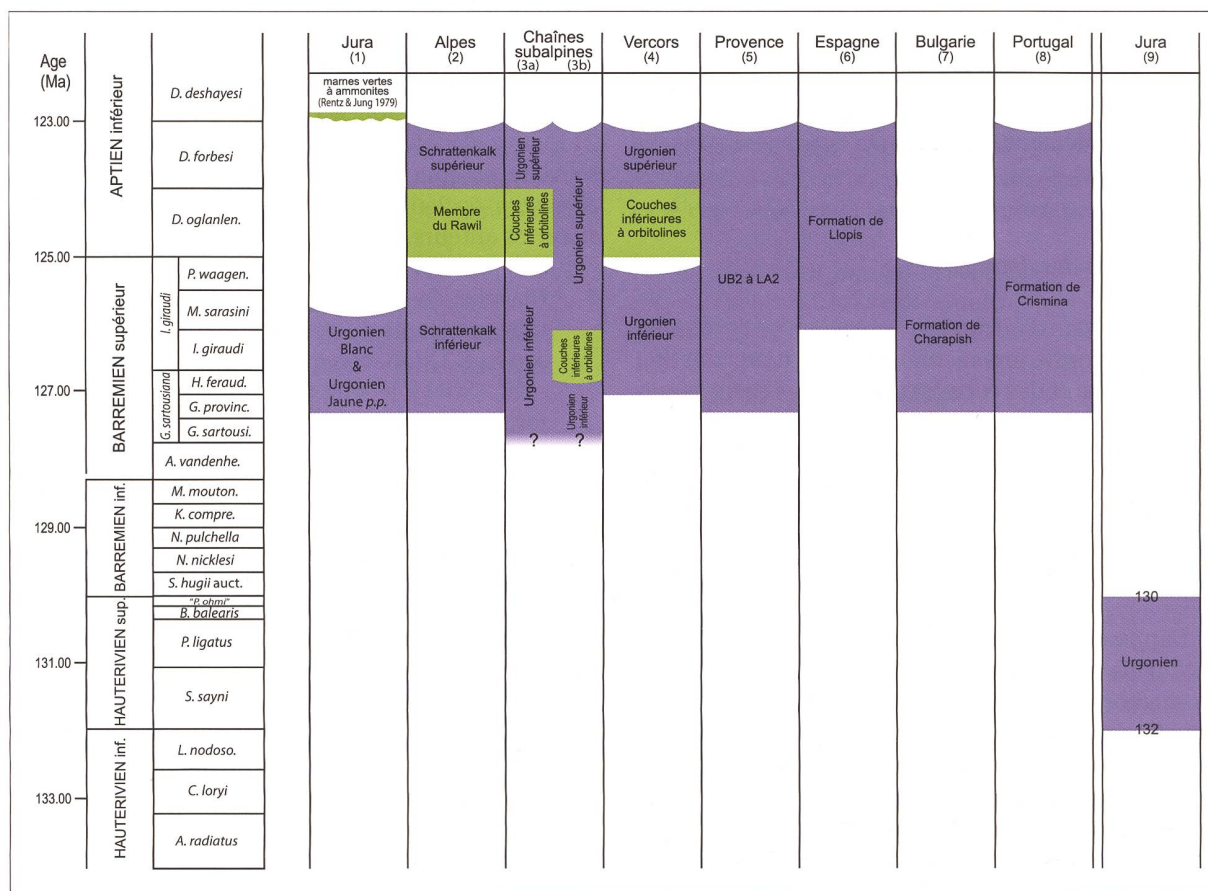 Age
(Ma)
Jura
(1)
Alpes
(2)
Chaînes
subalpines
(3a)
(3b)
Vercors
(4)
Provence
(5)
Espagne
(6)
Bulgarie
(7)
Portugal
(8)
Jura
(9)
123.00
125.00
127.00
129.00
131.00
133.00
APTIEN inférieur
BARREMIEN supérieur
BARREMIEN inf.
HAUTERIVIEN sup.
HAUTERIVIEN inf.
I. giraudi
G. sartousiana
D. deshayesi
D. forbesi
D. oglanlen.
P. waagen.
M. sarasini
I. giraudi
H. feraud.
G. provinc.
G. sartousi.
A. vandenhe.
M. mouton.
K. compre.
N. pulchella
N. nicklesi
S. hugii auct.
"P. ohmi"
B. balearis
P. ligatus
S. sayni
L. nodoso.
C. loryi
A. radiatus
marnes vertes
à ammonites
(Rentz & Jung 1979)
Urgonien
Blanc
&
Urgonien
Jaune p.p.
Schrattenkalk
supérieur
Membre
du Rawil
Schrattenkalk
inférieur
Urgonien
supérieur
Couches
inférieures
à orbitolines
Urgonien inférieur
?
Urgonien supérieur
Couches
inférieures
à orbitolines
Urgonien
inférieur
?
Urgonien
supérieur
Couches
inférieures
à orbitolines
Urgonien
inférieur
UB2 à LA2
Formation de
Llopis
Formation de
Charapish
Formation de
Crismina
130
Urgonien
132